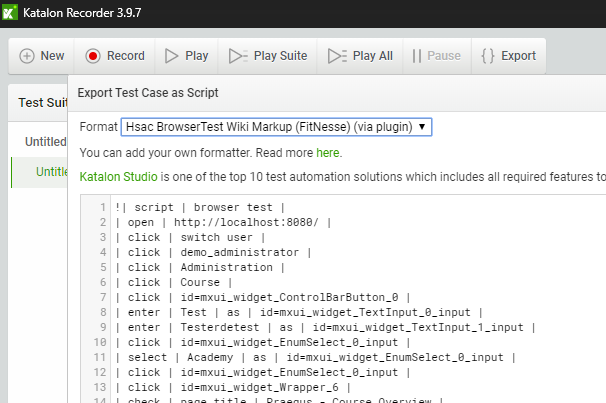 Katalon Recorder 3.9.7
New Record Play Play Suite Play All Pause {} Export
Test Suit
Export Test Case as Script
Format Hsac BrowserTest Wiki Markup (FitNesse) (via plugin)
Untitled
You can add your own formatter. Read more here.
Untitle
Katalon Studio is one of the top 10 test automation solutions which includes all required features to
1 !| script | browser test |
2 | open | http://localhost:8080/ |
3 | click | switch user |
4 | click | demo_administrator |
5 | click | Administration |
6 | click | Course |
7 | click | id=mxui_widget_ControlBarButton_0 |
8 | enter | Test | as | id=mxui_widget_TextInput_0_input |
9 | enter | Testerdetest | as | id=mxui_widget_TextInput_1_input |
10 | click | id=mxui_widget_EnumSelect_0_input |
11 | select | Academy | as | id=mxui_widget_EnumSelect_0_input |
12 | click | id=mxui_widget_EnumSelect_0_input |
13 | click | id=mxui_widget_Wrapper_6 |
14 | check | page title | Praegus - Course Overview |